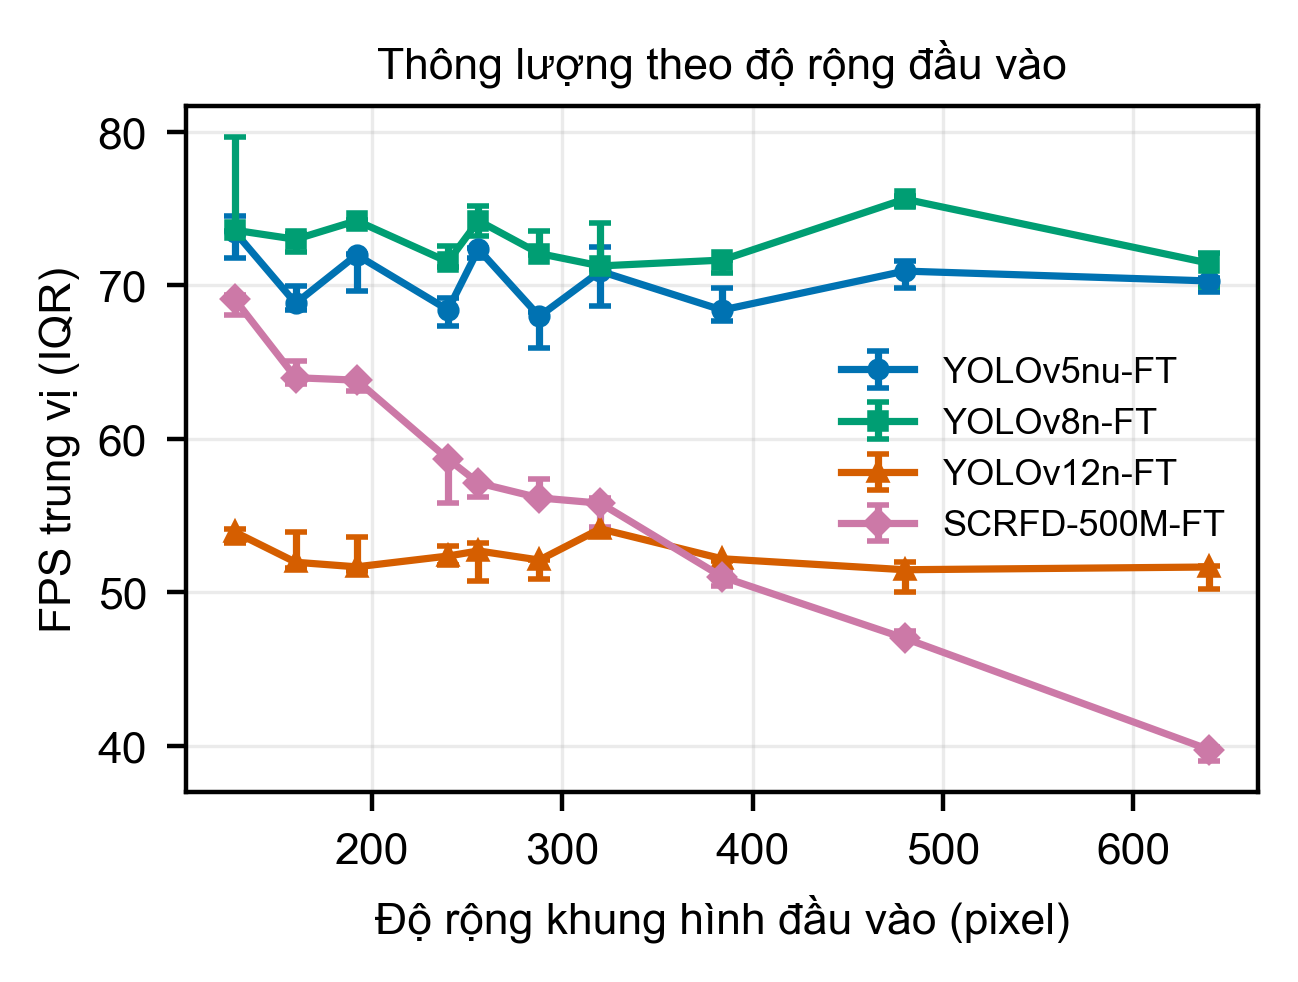 Thông lượng theo độ rộng đầu vào
FPS trung vị (IQR)
80
70
60
50
40
YOLOv5nu-FT
YOLOv8n-FT
YOLOv12n-FT
SCRFD-500M-FT
200 300 400 500 600
Độ rộng khung hình đầu vào (pixel)